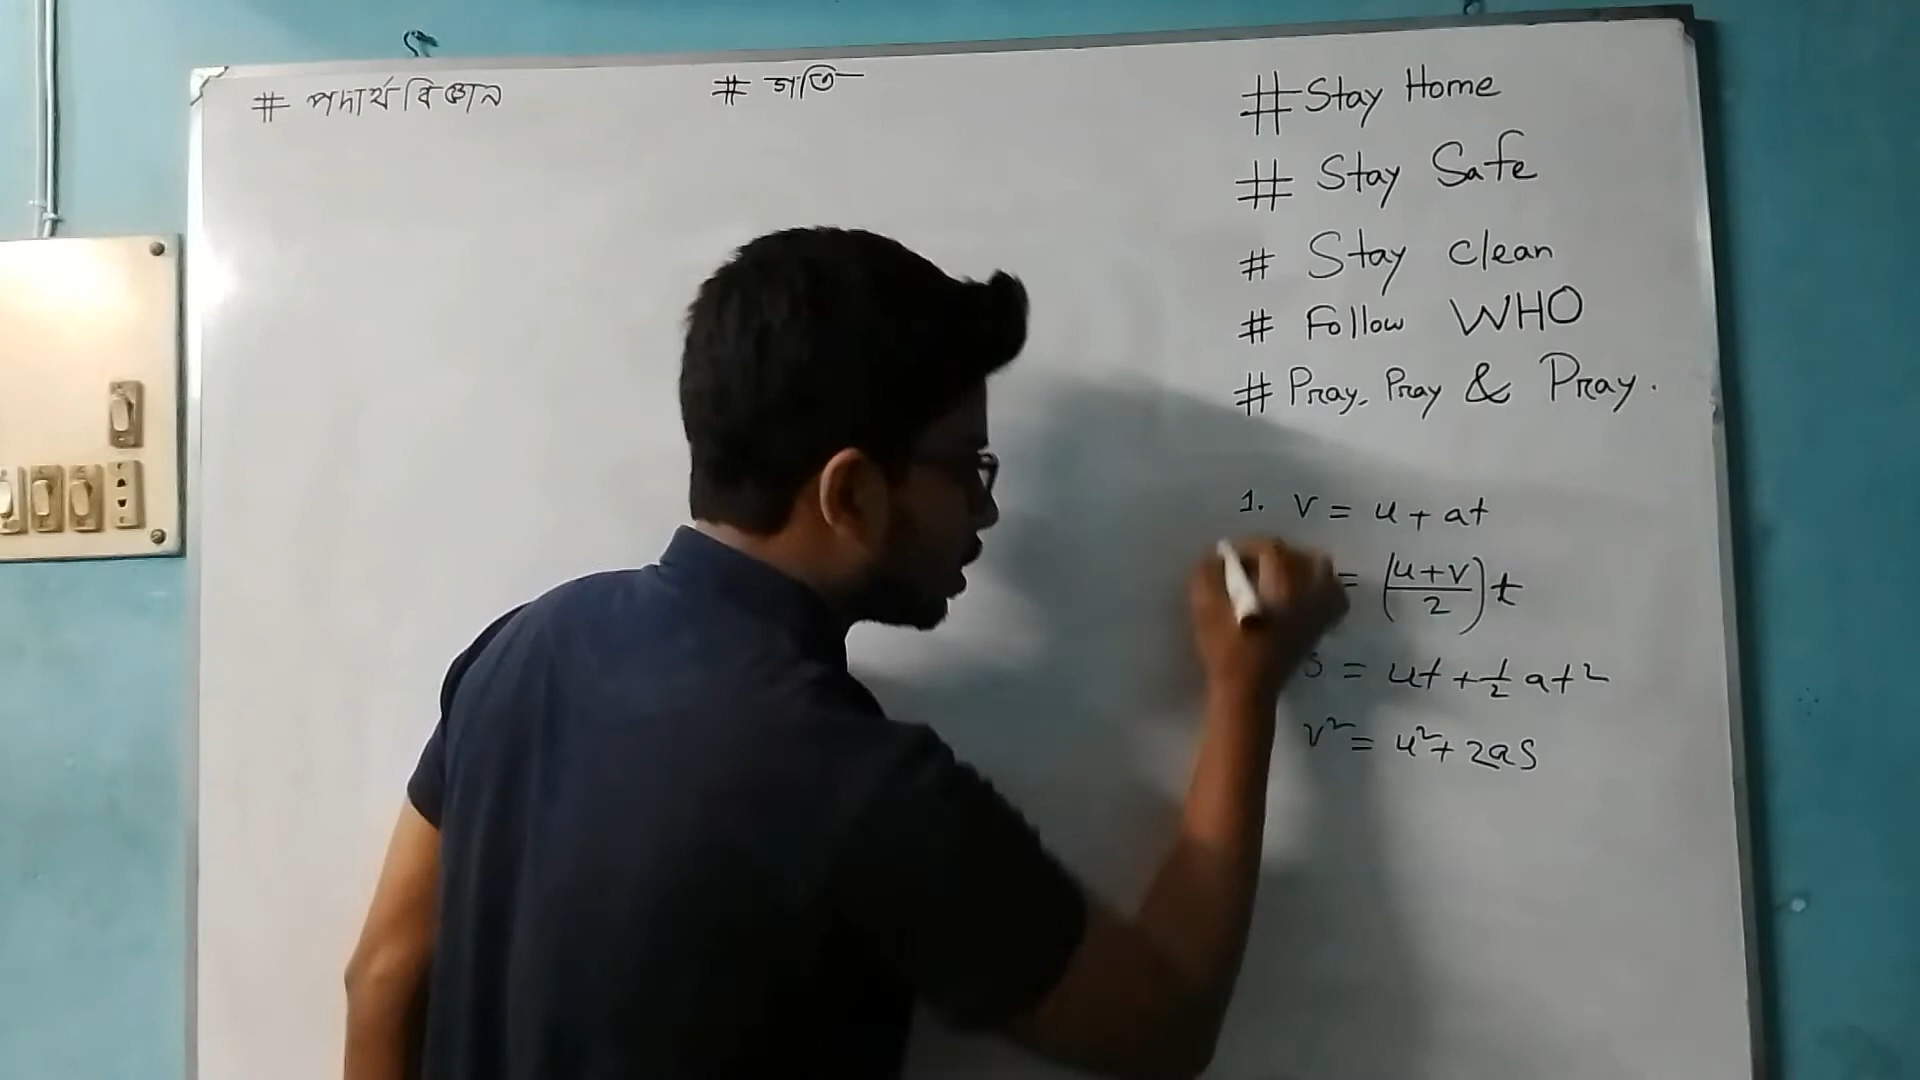 # পদার্থবিজ্ঞান
# গতি
# Stay Home
# Stay Safe
# Stay clean
# Follow WHO
# Pray, Pray & Pray.
1. v = u + at
= (u+v/2) t
s = ut + 1/2 at²
v² = u² + 2as